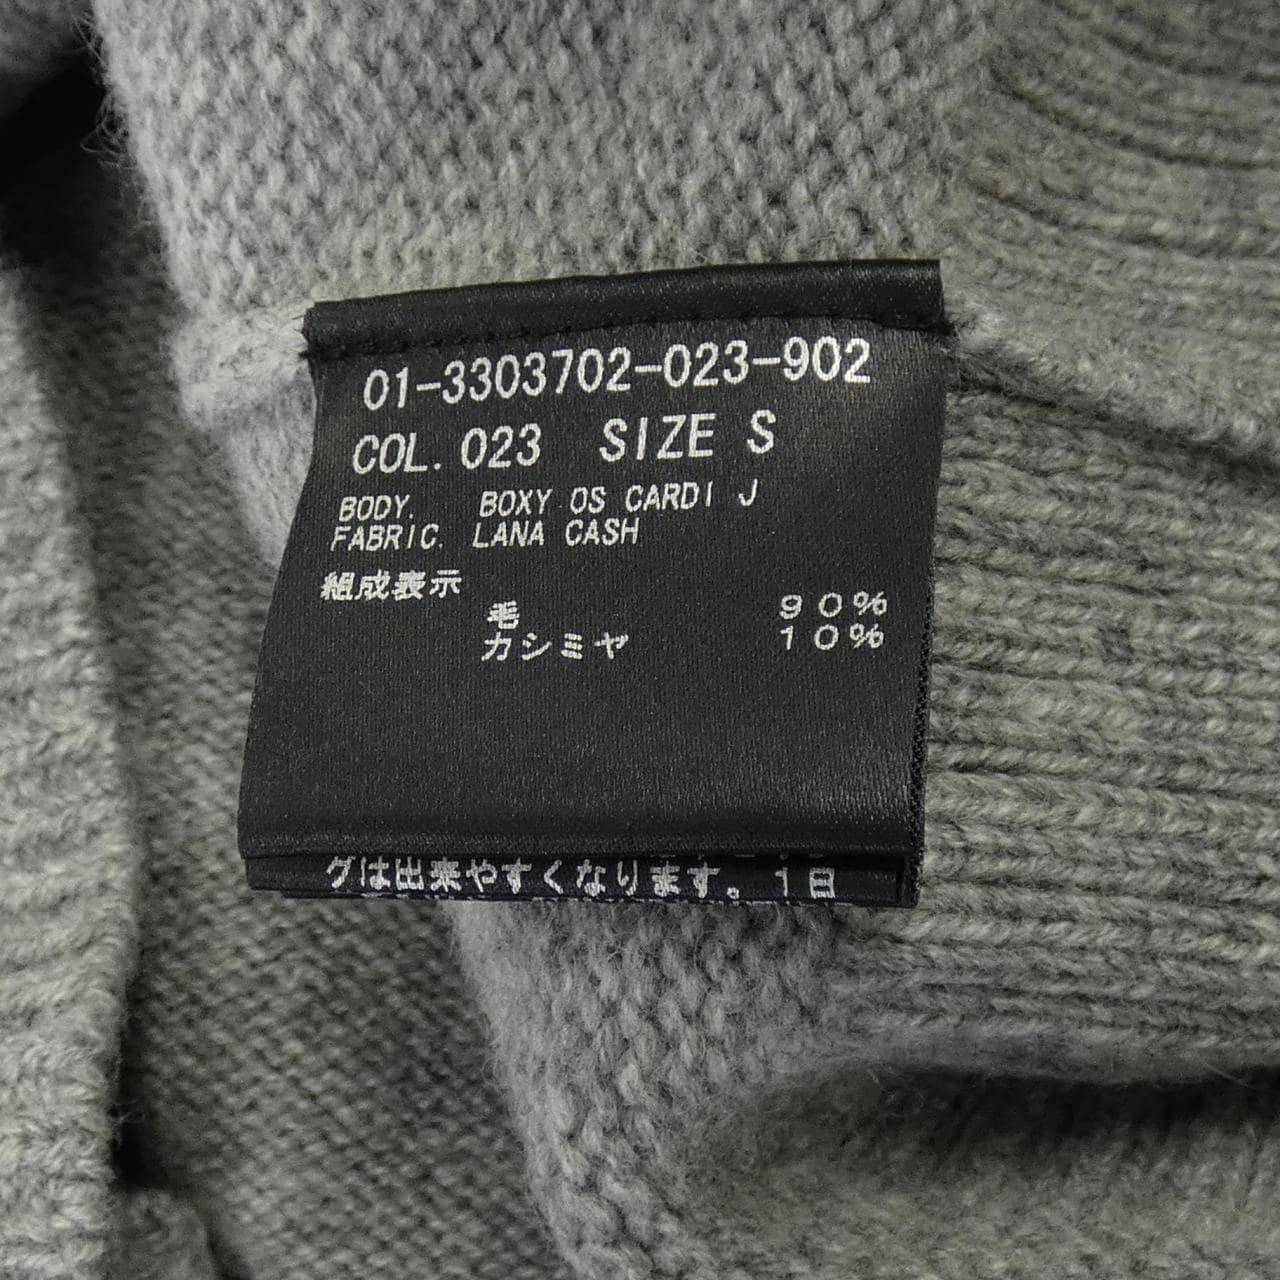 01-3303702-023-902
COL. 023 SIZE S
BODY. BOXY OS CARDI J
FABRIC. LANA CASH
組成表示
毛 90%
カシミヤ 10%
グは出来やすくなります。1日